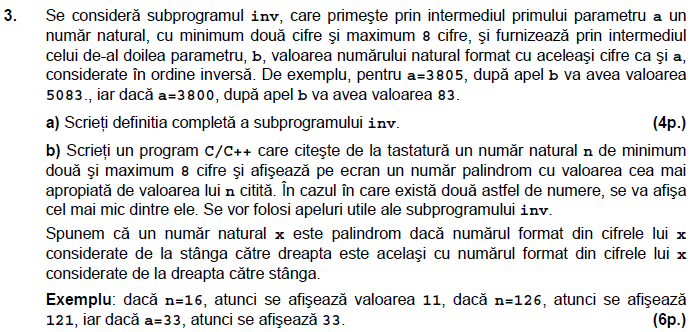 3. Se consideră subprogramul inv, care primeşte prin intermediul primului parametru a un
număr natural, cu minimum două cifre şi maximum 8 cifre, şi furnizează prin intermediul
celui de-al doilea parametru, b, valoarea numărului natural format cu aceleaşi cifre ca şi a,
considerate în ordine inversă. De exemplu, pentru a=3805, după apel b va avea valoarea
5083., iar dacă a=3800, după apel b va avea valoarea 83.
a) Scrieţi definitia completă a subprogramului inv. (4p.)
b) Scrieţi un program C/C++ care citeşte de la tastatură un număr natural n de minimum
două şi maximum 8 cifre şi afişează pe ecran un număr palindrom cu valoarea cea mai
apropiată de valoarea lui n citită. În cazul în care există două astfel de numere, se va afişa
cel mai mic dintre ele. Se vor folosi apeluri utile ale subprogramului inv.
Spunem că un număr natural x este palindrom dacă numărul format din cifrele lui x
considerate de la stânga către dreapta este acelaşi cu numărul format din cifrele lui x
considerate de la dreapta către stânga.
Exemplu: dacă n=16, atunci se afişează valoarea 11, dacă n=126, atunci se afişează
121, iar dacă a=33, atunci se afişează 33. (6p.)